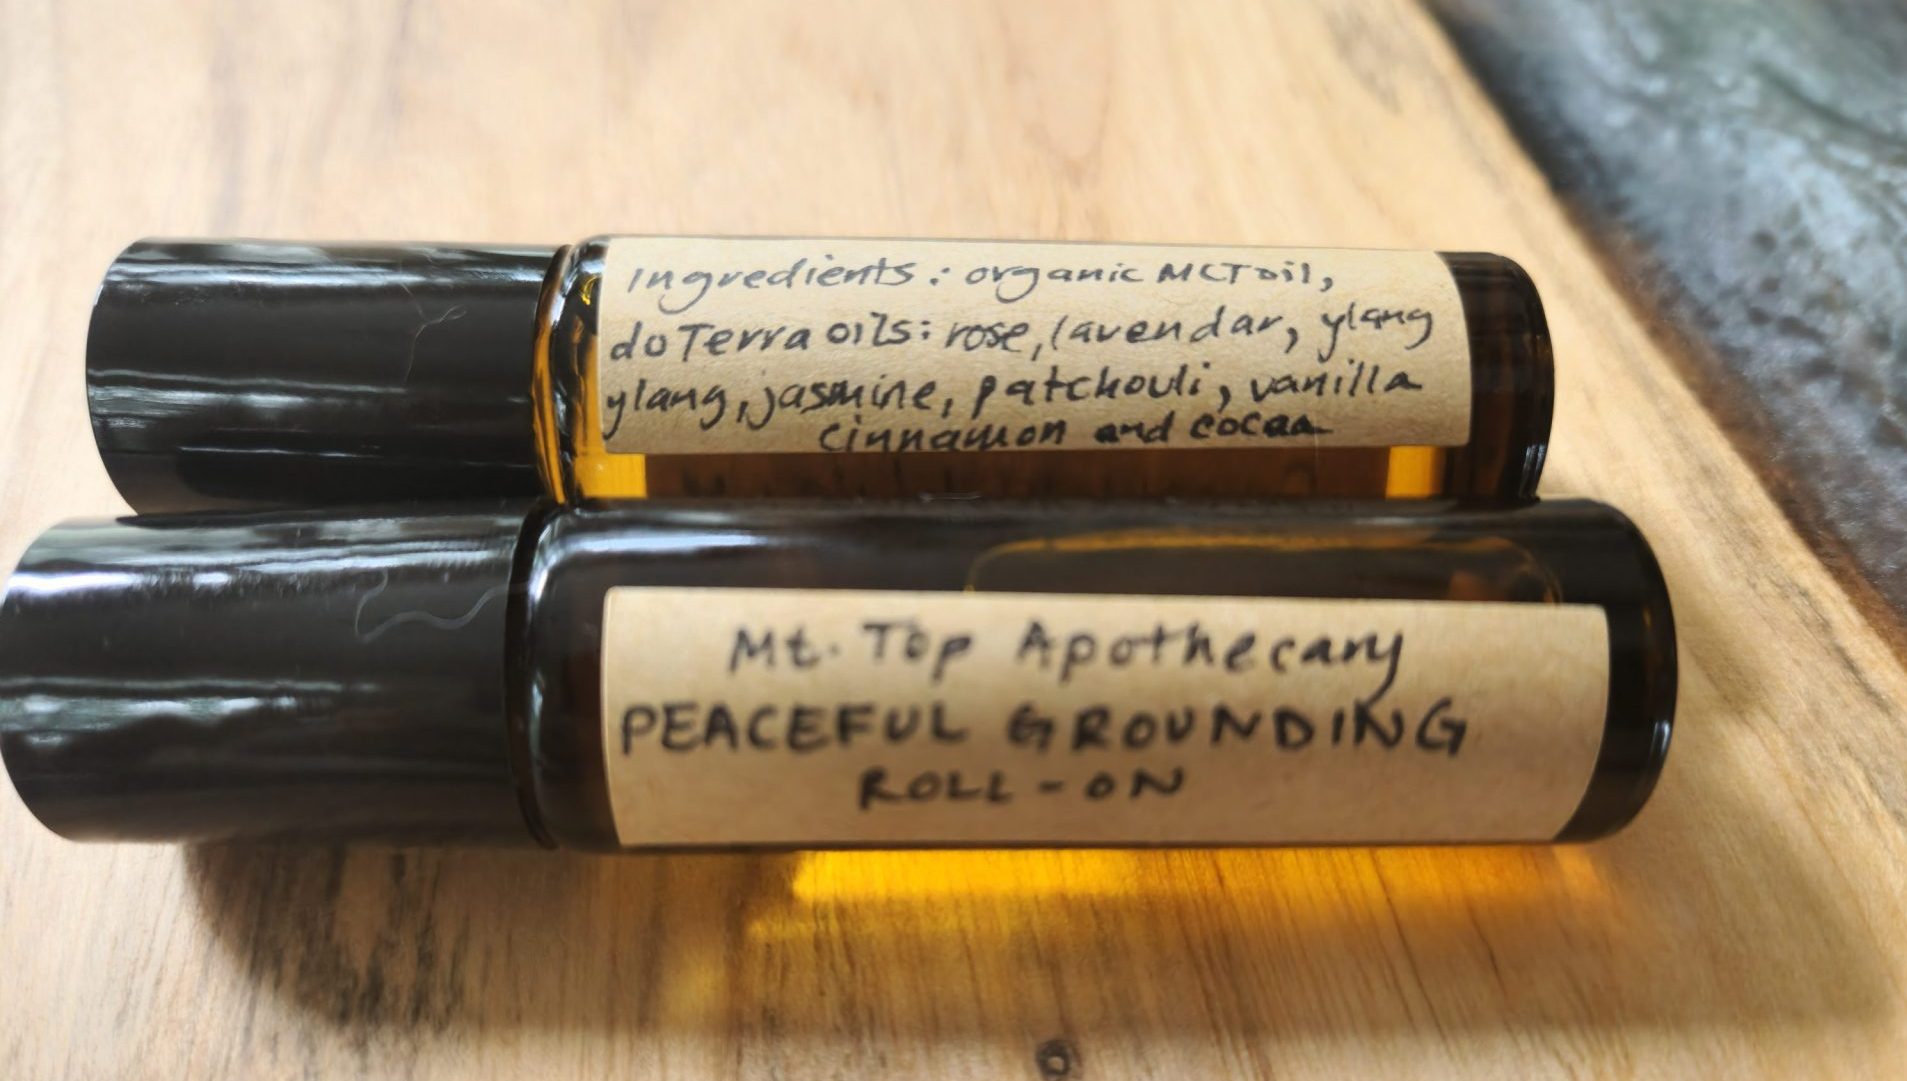 Ingredients: organic MCT oil,
doTerra oils: rose, lavendar, ylang
ylang, jasmine, patchouli, vanilla
cinnamon and cocoa
Mt. Top Apothecary
PEACEFUL GROUNDING
ROLL-ON